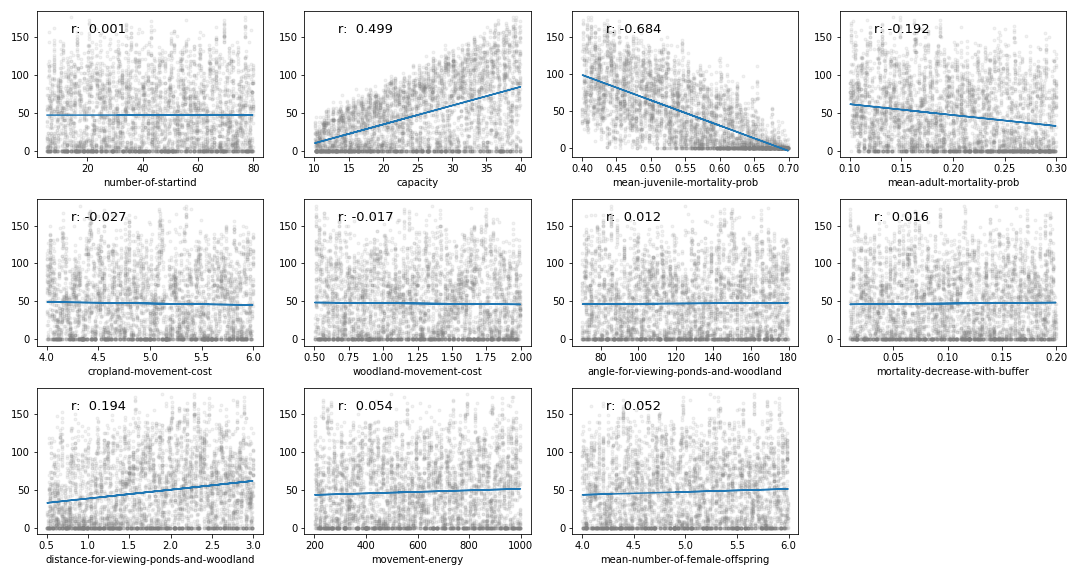 r: 0.001
150
100
50
0
20 40 60 80
number-of-startind
r: 0.499
150
100
50
0
10 15 20 25 30 35 40
capacity
r: -0.684
150
100
50
0
0.40 0.45 0.50 0.55 0.60 0.65 0.70
mean-juvenile-mortality-prob
r: -0.192
150
100
50
0
0.10 0.15 0.20 0.25 0.30
mean-adult-mortality-prob
r: -0.027
150
100
50
0
4.0 4.5 5.0 5.5 6.0
cropland-movement-cost
r: -0.017
150
100
50
0
0.50 0.75 1.00 1.25 1.50 1.75 2.00
woodland-movement-cost
r: 0.012
150
100
50
0
80 100 120 140 160 180
angle-for-viewing-ponds-and-woodland
r: 0.016
150
100
50
0
0.05 0.10 0.15 0.20
mortality-decrease-with-buffer
r: 0.194
150
100
50
0
0.5 1.0 1.5 2.0 2.5 3.0
distance-for-viewing-ponds-and-woodland
r: 0.054
150
100
50
0
200 400 600 800 1000
movement-energy
r: 0.052
150
100
50
0
4.0 4.5 5.0 5.5 6.0
mean-number-of-female-offspring